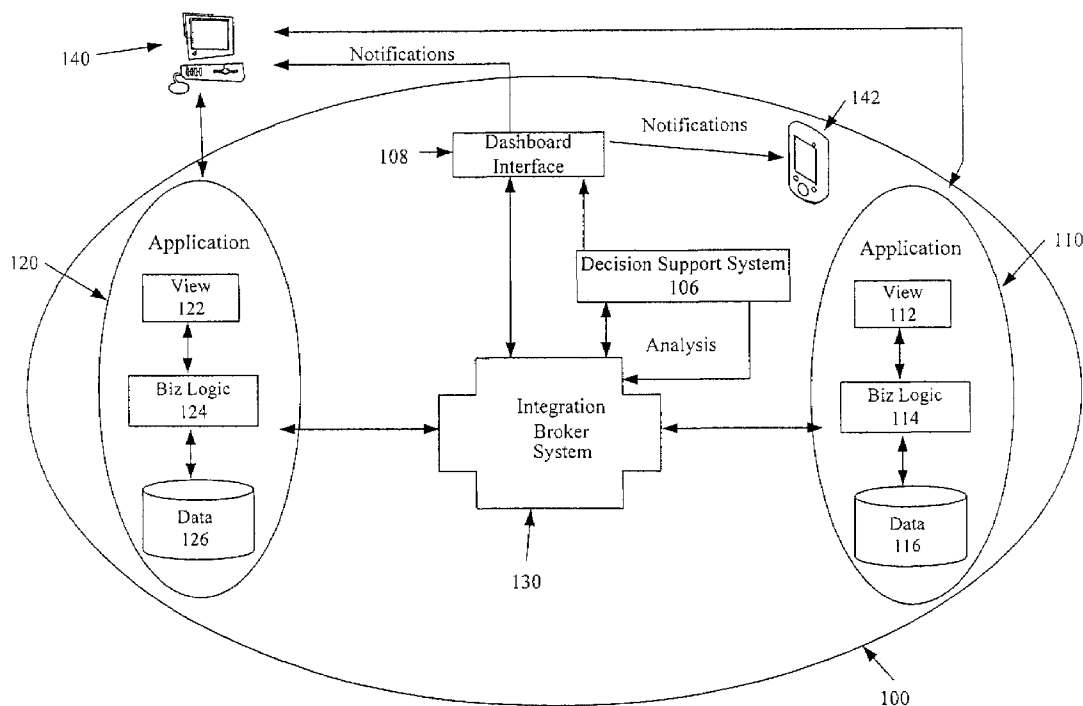 140
Notifications
142
Notifications
108
Dashboard
Interface
120
Application
View
122
Biz Logic
124
Data
126
Decision Support System
106
Analysis
Integration
Broker
System
130
110
Application
View
112
Biz Logic
114
Data
116
100